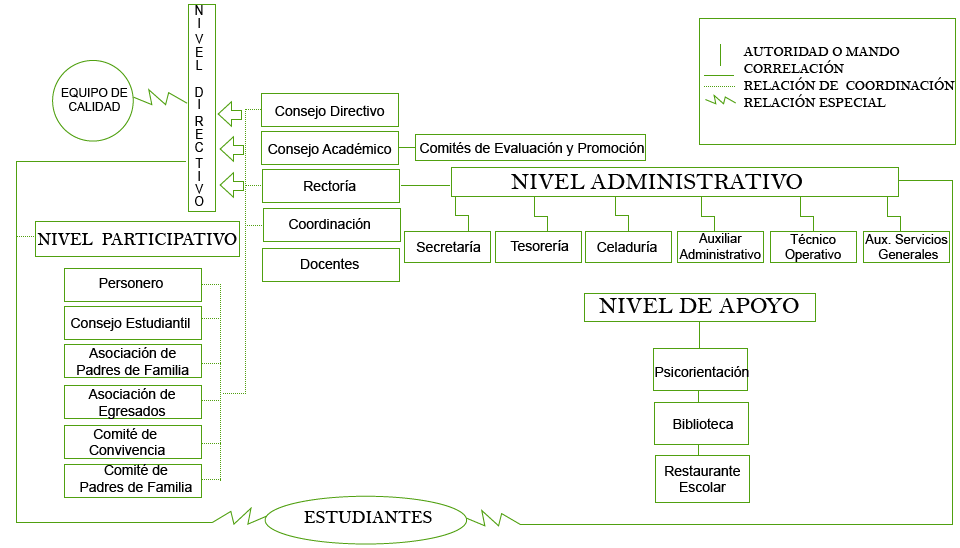 NIVEL DIRECTIVO
EQUIPO DE
CALIDAD
AUTORIDAD O MANDO
CORRELACIÓN
RELACIÓN DE COORDINACIÓN
RELACIÓN ESPECIAL
Consejo Directivo
Consejo Académico
Comités de Evaluación y Promoción
Rectoría
NIVEL ADMINISTRATIVO
Coordinación
Docentes
Secretaría
Tesorería
Celaduría
Auxiliar
Administrativo
Técnico
Operativo
Aux. Servicios
Generales
NIVEL PARTICIPATIVO
Personero
Consejo Estudiantil
Asociación de
Padres de Familia
Asociación de
Egresados
Comité de
Convivencia
Comité de
Padres de Familia
NIVEL DE APOYO
Psicorientación
Biblioteca
Restaurante
Escolar
ESTUDIANTES